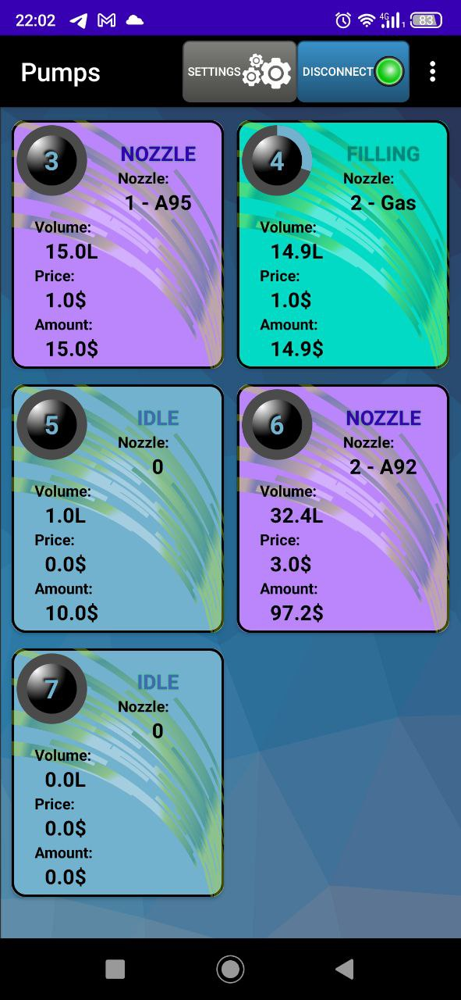 22:02 4G 1 83
Pumps SETTINGS DISCONNECT
3 NOZZLE
Nozzle:
1 - A95
Volume:
15.0L
Price:
1.0$
Amount:
15.0$
4 FILLING
Nozzle:
2 - Gas
Volume:
14.9L
Price:
1.0$
Amount:
14.9$
5 IDLE
Nozzle:
0
Volume:
1.0L
Price:
0.0$
Amount:
10.0$
6 NOZZLE
Nozzle:
2 - A92
Volume:
32.4L
Price:
3.0$
Amount:
97.2$
7 IDLE
Nozzle:
0
Volume:
0.0L
Price:
0.0$
Amount:
0.0$